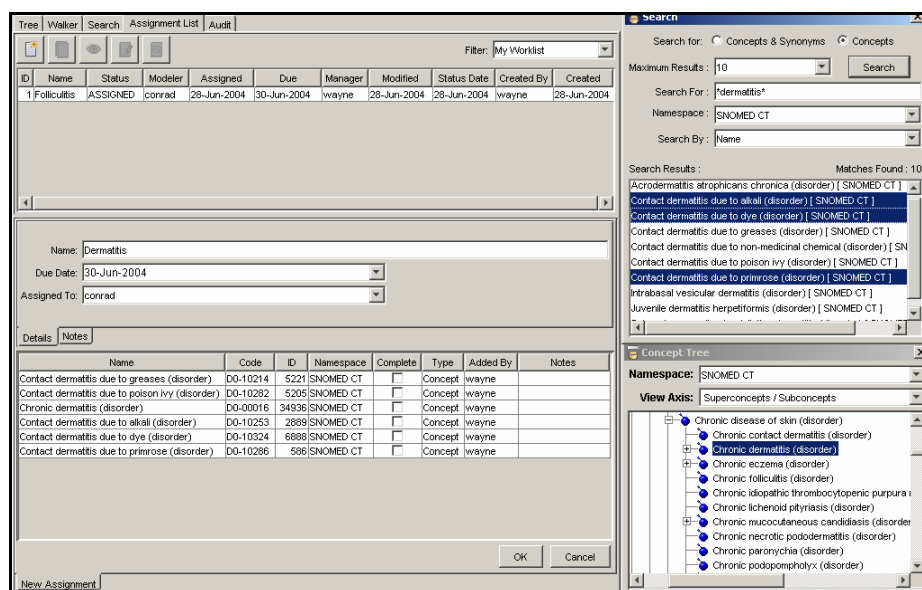 Tree Walker Search Assignment List Audit
Filter: My Worklist
ID Name Status Modeler Assigned Due Manager Modified Status Date Created By Created
1 Folliculitis ASSIGNED conrad 28-Jun-2004 30-Jun-2004 wayne 28-Jun-2004 28-Jun-2004 wayne 28-Jun-2004
Name: Dermatitis
Due Date: 30-Jun-2004
Assigned To: conrad
Details Notes
Name Code ID Namespace Complete Type Added By Notes
Contact dermatitis due to greases (disorder) D0-10214 5221 SNOMED CT Concept wayne
Contact dermatitis due to poison ivy (disorder) D0-10282 5205 SNOMED CT Concept wayne
Chronic dermatitis (disorder) D0-00016 34936 SNOMED CT Concept wayne
Contact dermatitis due to alkali (disorder) D0-10253 2889 SNOMED CT Concept wayne
Contact dermatitis due to dye (disorder) D0-10324 6888 SNOMED CT Concept wayne
Contact dermatitis due to primrose (disorder) D0-10286 586 SNOMED CT Concept wayne
OK Cancel
New Assignment
Search
Search for: Concepts & Synonyms Concepts
Maximum Results : 10 Search
Search For : *dermatitis*
Namespace : SNOMED CT
Search By : Name
Search Results : Matches Found : 10
Acrodermatitis atrophicans chronica (disorder) [ SNOMED CT ]
Contact dermatitis due to alkali (disorder) [ SNOMED CT ]
Contact dermatitis due to dye (disorder) [ SNOMED CT ]
Contact dermatitis due to greases (disorder) [ SNOMED CT ]
Contact dermatitis due to non-medicinal chemical (disorder) [ SN
Contact dermatitis due to poison ivy (disorder) [ SNOMED CT ]
Contact dermatitis due to primrose (disorder) [ SNOMED CT ]
Intrabasal vesicular dermatitis (disorder) [ SNOMED CT ]
Juvenile dermatitis herpetiformis (disorder) [ SNOMED CT ]
Concept Tree
Namespace: SNOMED CT
View Axis: Superconcepts / Subconcepts
Chronic disease of skin (disorder)
Chronic contact dermatitis (disorder)
Chronic dermatitis (disorder)
Chronic eczema (disorder)
Chronic folliculitis (disorder)
Chronic idiopathic thrombocytopenic purpura
Chronic lichenoid pityriasis (disorder)
Chronic mucocutaneous candidiasis (disorder
Chronic necrotic pododermatitis (disorder)
Chronic paronychia (disorder)
Chronic podopompholyx (disorder)